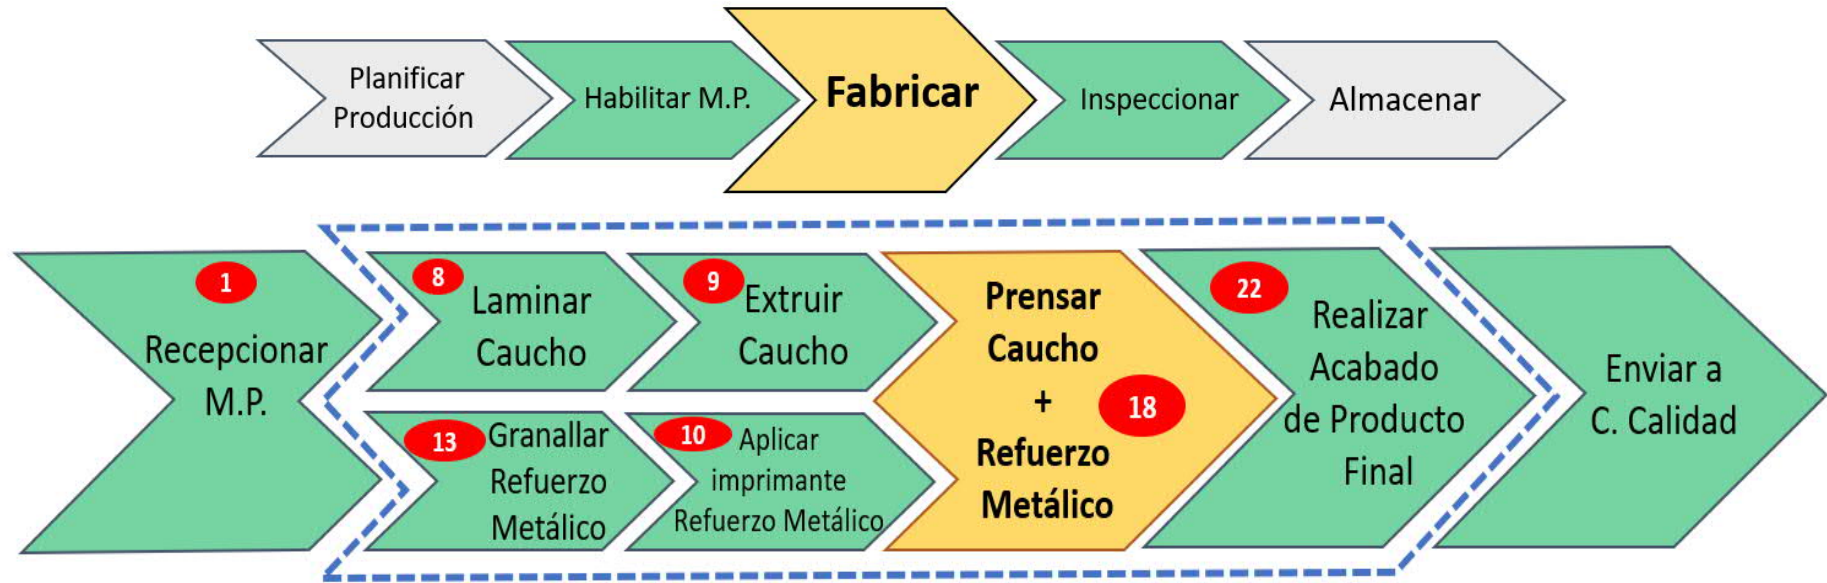 Planificar
Producción
Habilitar M.P.
Fabricar
Inspeccionar
Almacenar
1
Recepcionar
M.P.
8
Laminar
Caucho
9
Extruir
Caucho
13
Granallar
Refuerzo
Metálico
10
Aplicar
imprimante
Refuerzo Metálico
Prensar
Caucho
+
18
Refuerzo
Metálico
22
Realizar
Acabado
de Producto
Final
Enviar a
C. Calidad